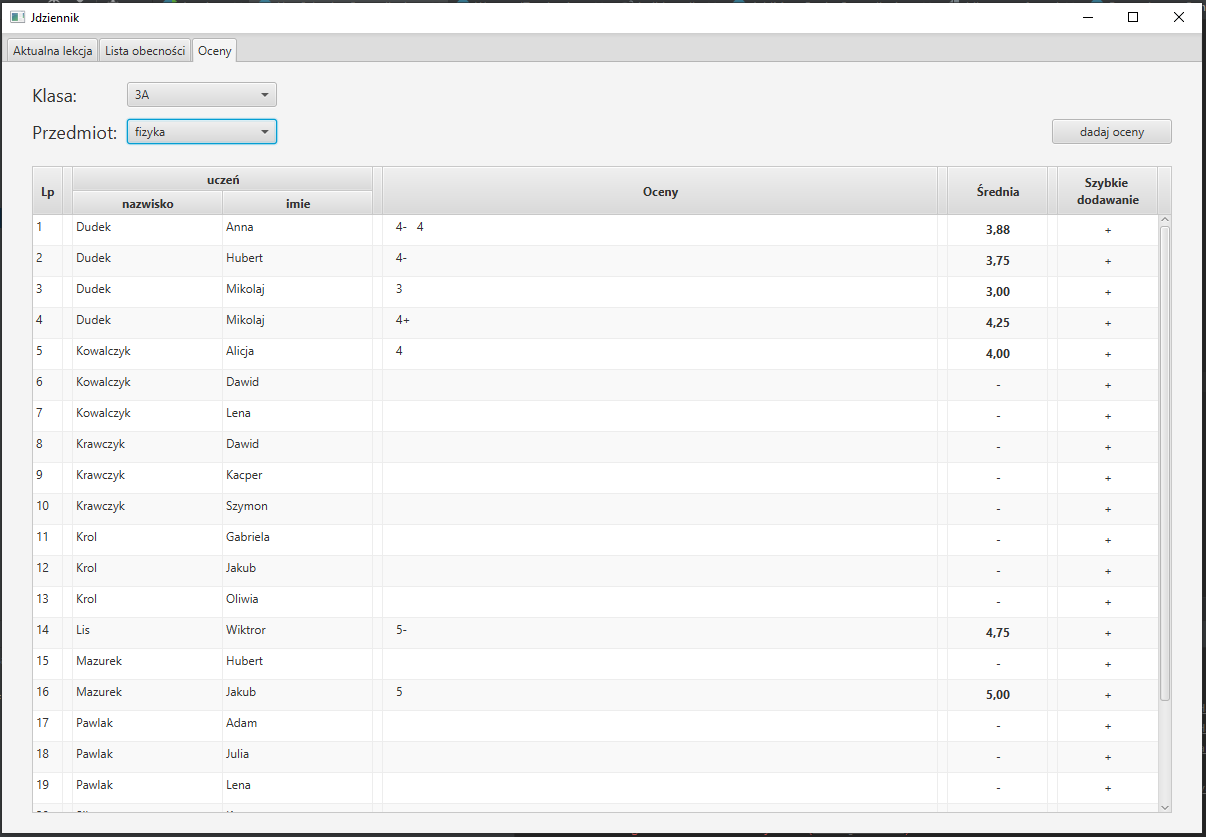 Jdziennik
Aktualna lekcja Lista obecności Oceny
Klasa: 3A
Przedmiot: fizyka dadaj oceny
Lp uczeń Oceny Średnia Szybkie dodawanie
nazwisko imie
1 Dudek Anna 4- 4 3,88 +
2 Dudek Hubert 4- 3,75 +
3 Dudek Mikolaj 3 3,00 +
4 Dudek Mikolaj 4+ 4,25 +
5 Kowalczyk Alicja 4 4,00 +
6 Kowalczyk Dawid - +
7 Kowalczyk Lena - +
8 Krawczyk Dawid - +
9 Krawczyk Kacper - +
10 Krawczyk Szymon - +
11 Krol Gabriela - +
12 Krol Jakub - +
13 Krol Oliwia - +
14 Lis Wiktror 5- 4,75 +
15 Mazurek Hubert - +
16 Mazurek Jakub 5 5,00 +
17 Pawlak Adam - +
18 Pawlak Julia - +
19 Pawlak Lena - +